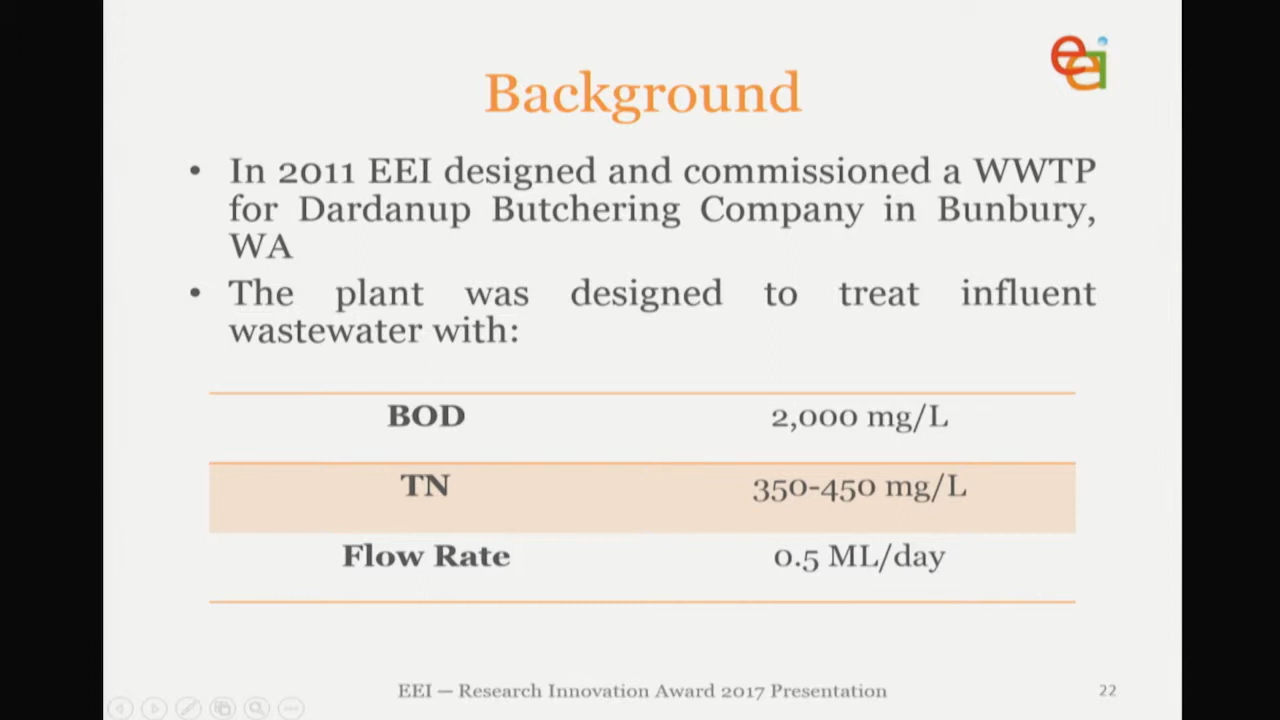 eei
Background
• In 2011 EEI designed and commissioned a WWTP
for Dardanup Butchering Company in Bunbury,
WA
• The plant was designed to treat influent
wastewater with:
BOD 2,000 mg/L
TN 350-450 mg/L
Flow Rate 0.5 ML/day
EEI — Research Innovation Award 2017 Presentation 22